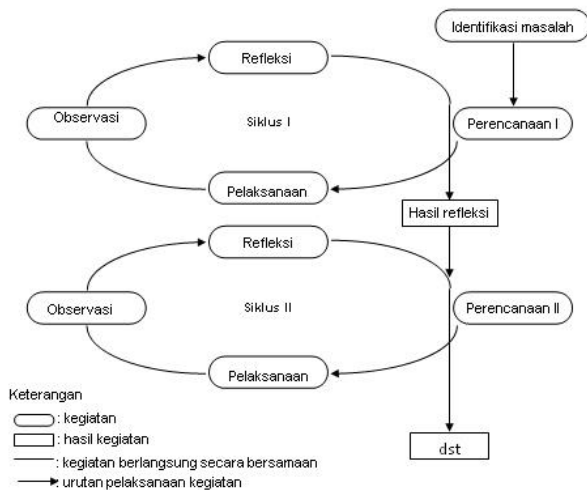 Identifikasi masalah
Refleksi
Observasi
Siklus I
Perencanaan I
Pelaksanaan
Hasil refleksi
Refleksi
Observasi
Siklus II
Perencanaan II
Pelaksanaan
Keterangan
: kegiatan
: hasil kegiatan
: kegiatan berlangsung secara bersamaan
: urutan pelaksanaan kegiatan
dst